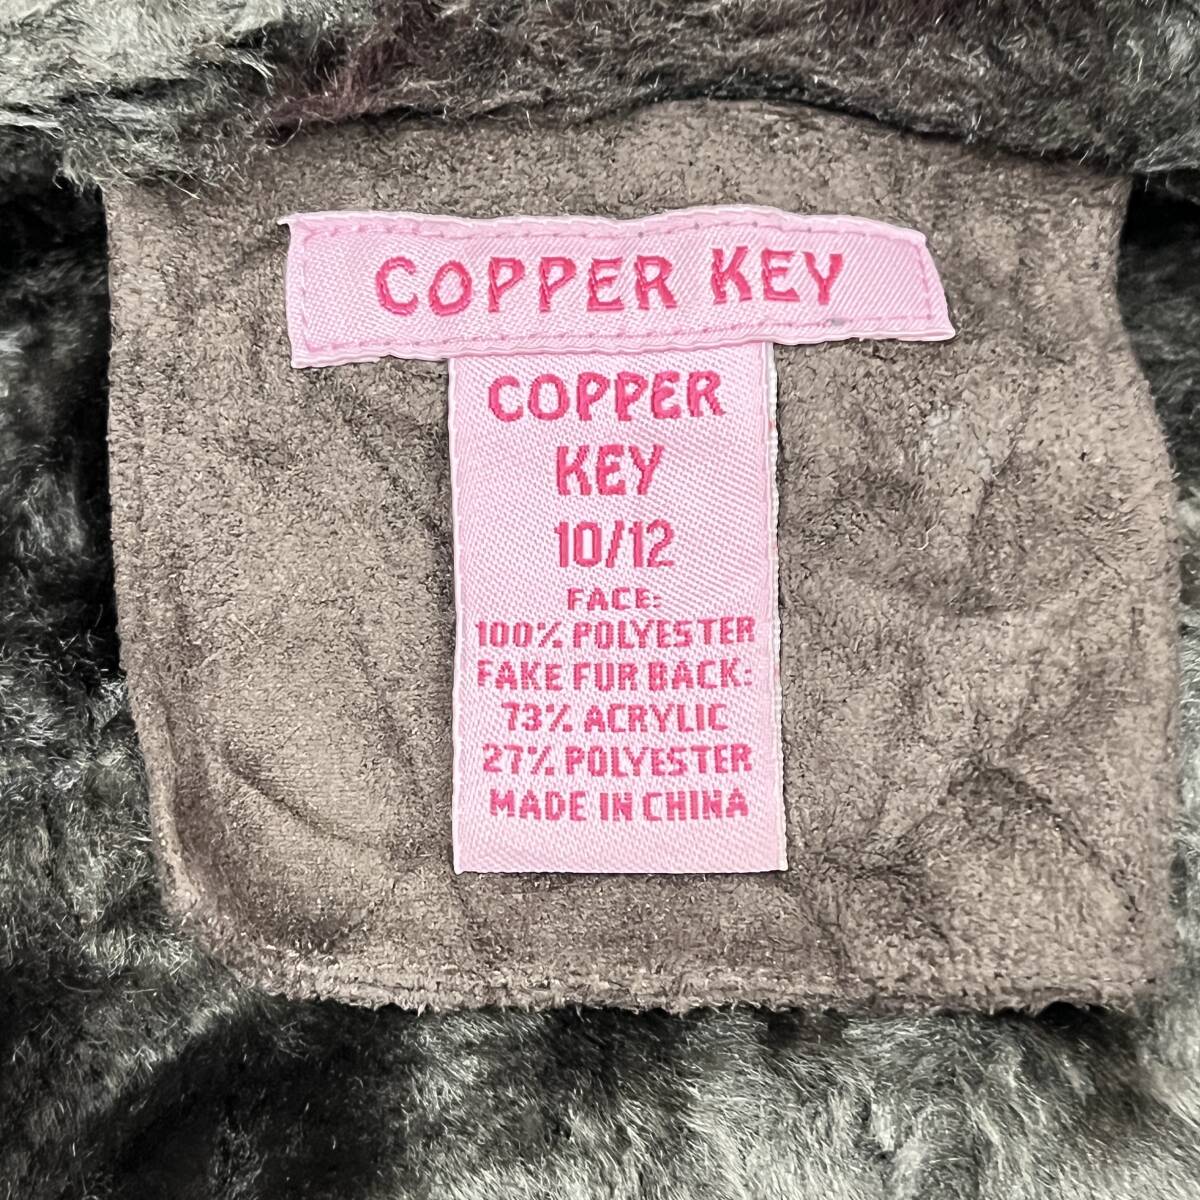 COPPER KEY
COPPER
KEY
10/12
FACE:
100% POLYESTER
FAKE FUR BACK:
73% ACRYLIC
27% POLYESTER
MADE IN CHINA